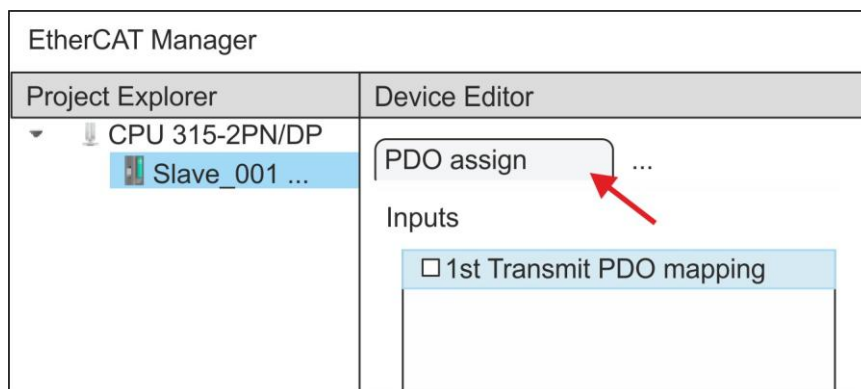 EtherCAT Manager
Project Explorer
Device Editor
CPU 315-2PN/DP
Slave_001 ...
PDO assign
...
Inputs
1st Transmit PDO mapping